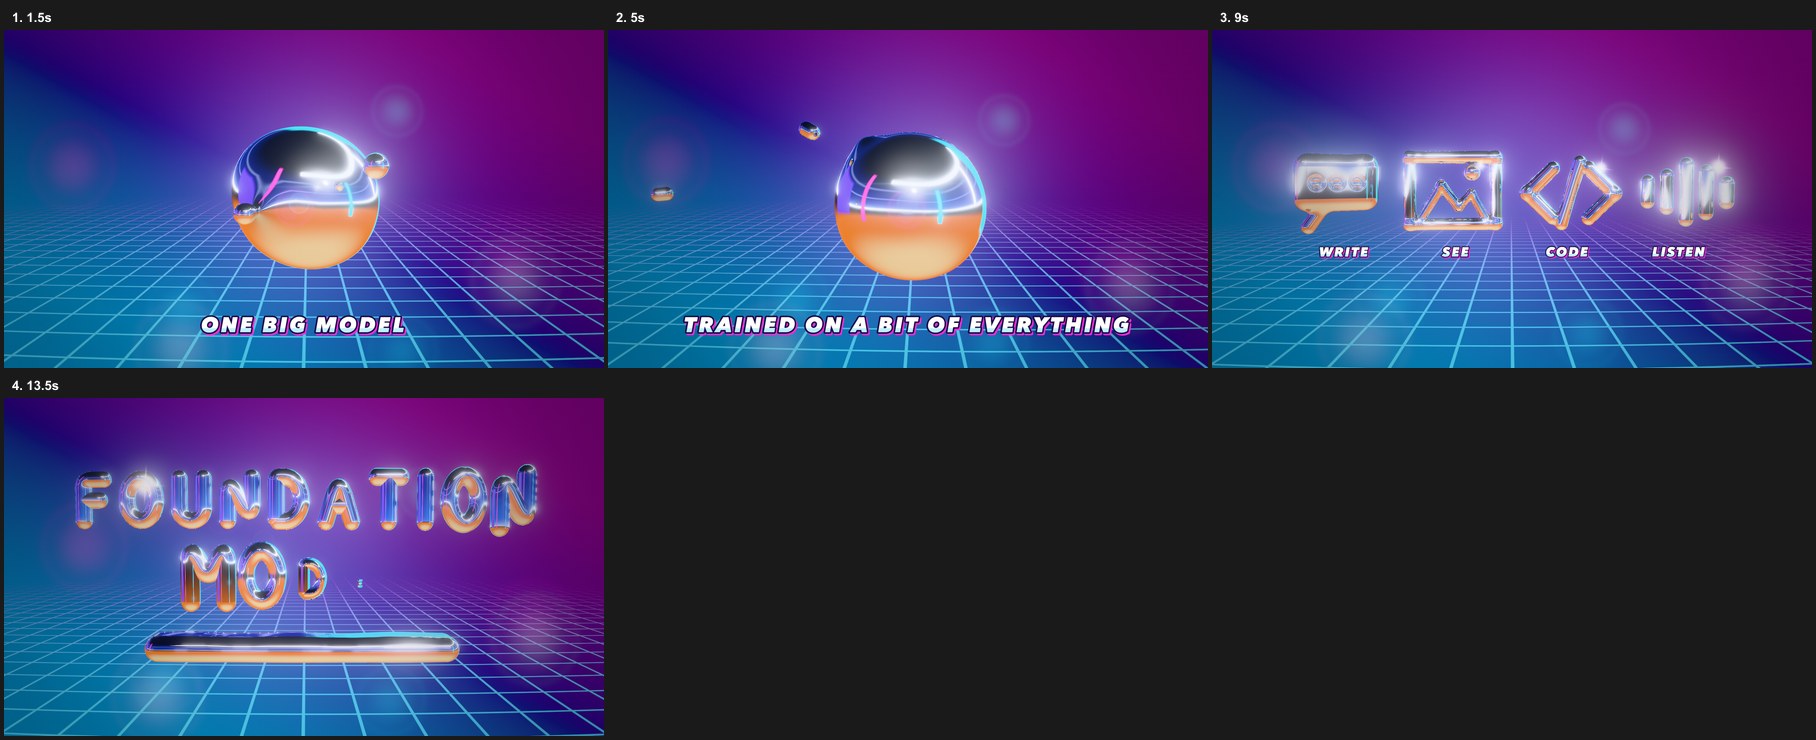 1. 1.5s
2. 5s
3. 9s
ONE BIG MODEL
TRAINED ON A BIT OF EVERYTHING
WRITE
SEE
CODE
LISTEN
4. 13.5s
FOUNDATION
MODE